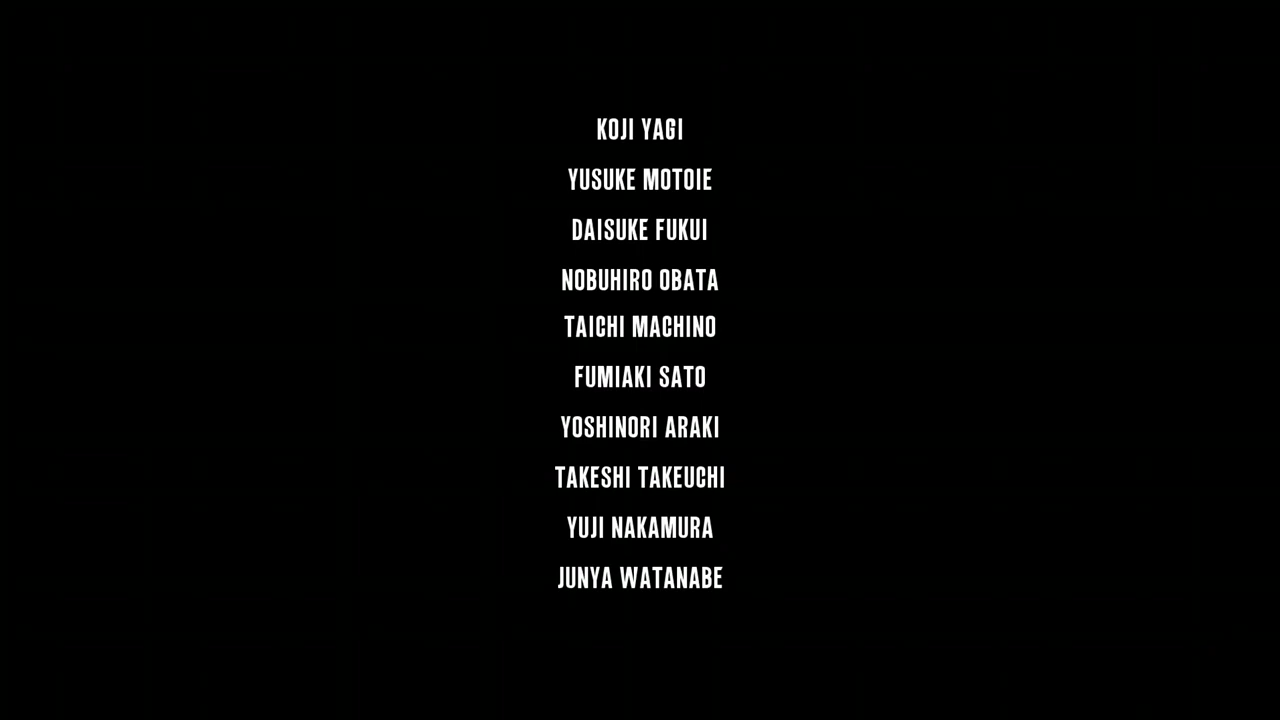 KOJI YAGI
YUSUKE MOTOIE
DAISUKE FUKUI
NOBUHIRO OBATA
TAICHI MACHINO
FUMIAKI SATO
YOSHINORI ARAKI
TAKESHI TAKEUCHI
YUJI NAKAMURA
JUNYA WATANABE